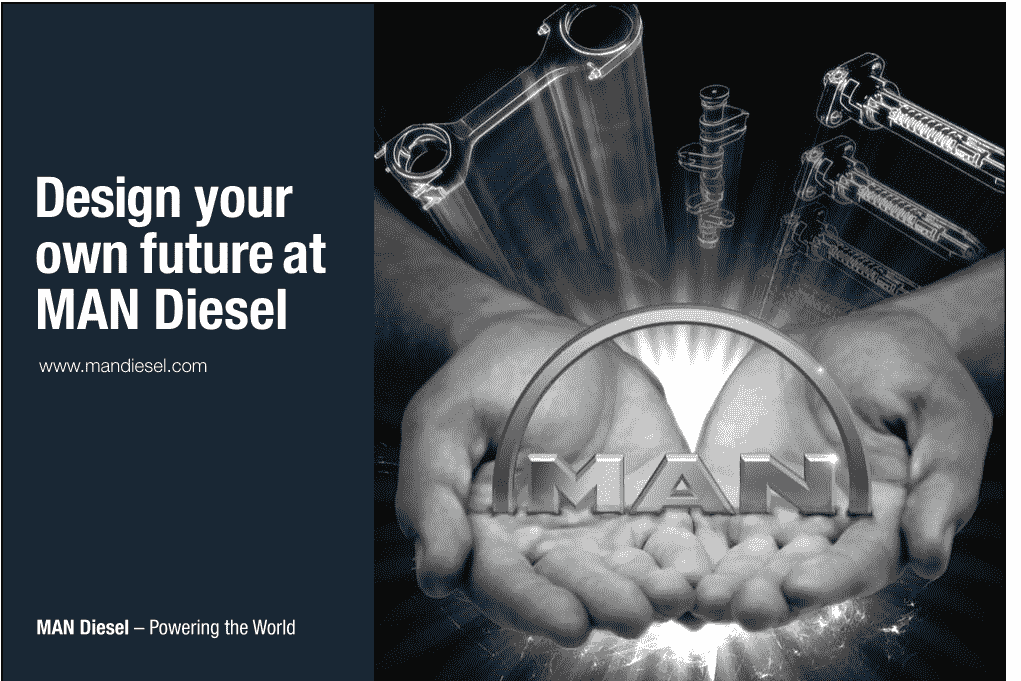 Design your
own future at
MAN Diesel
www.mandiesel.com
MAN
MAN Diesel – Powering the World